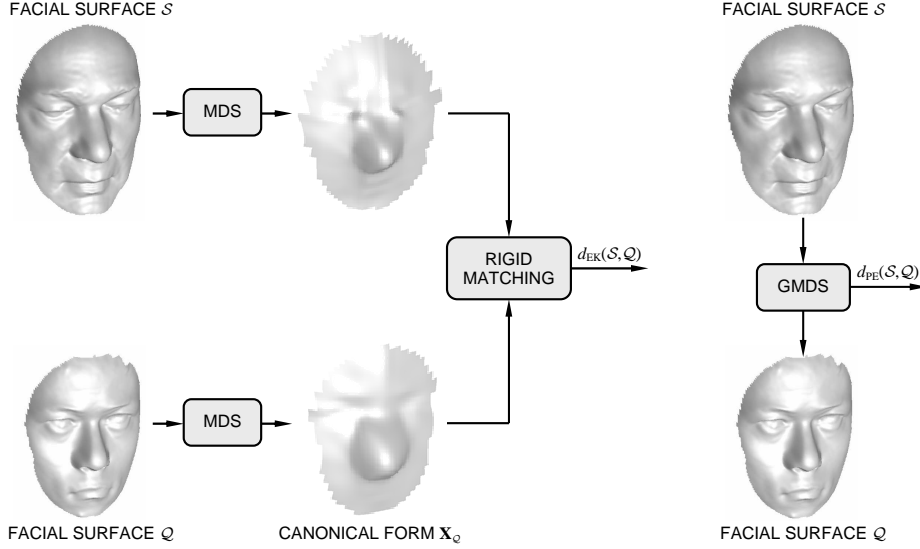 FACIAL SURFACE 𝒮
FACIAL SURFACE 𝒮
MDS
RIGID
MATCHING
d_EK(𝒮,𝒬)
GMDS
d_PE(𝒮,𝒬)
MDS
FACIAL SURFACE 𝒬
CANONICAL FORM X_𝒬
FACIAL SURFACE 𝒬